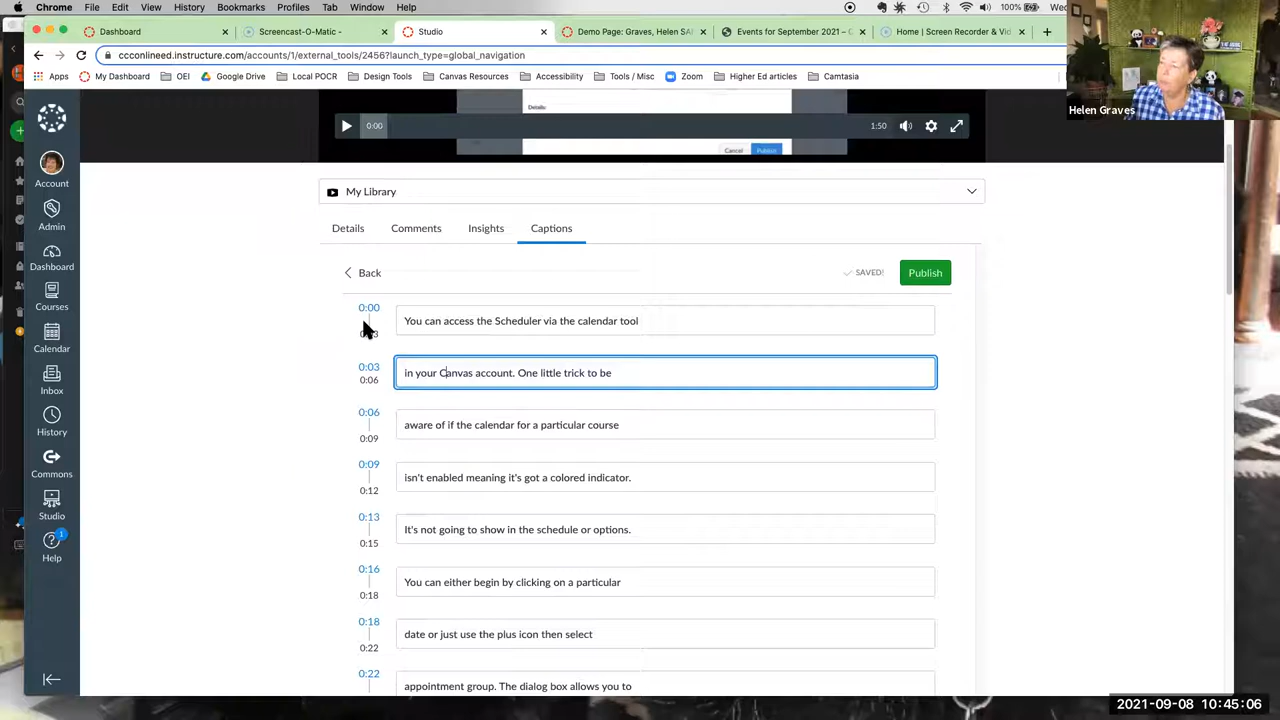 Chrome File Edit View History Bookmarks Profiles Tab Window Help 100% Wed
Dashboard Screencast-O-Matic - Studio Demo Page: Graves, Helen SA Events for September 2021 – C Home | Screen Recorder & Vi
ccconlineed.instructure.com/accounts/1/external_tools/2456?launch_type=global_navigation
Apps My Dashboard OEI Google Drive Local POCR Design Tools Canvas Resources Accessibility Tools / Misc Zoom Higher Ed articles Camtasia
Helen Graves
Details:
0:00 1:50
Cancel Publish
Account
Admin
Dashboard
Courses
Calendar
Inbox
History
Commons
Studio
1
Help
My Library
Details Comments Insights Captions
Back SAVED! Publish
0:00
You can access the Scheduler via the calendar tool
0:03
in your Canvas account. One little trick to be
0:06
0:06
aware of if the calendar for a particular course
0:09
0:09
isn't enabled meaning it's got a colored indicator.
0:12
0:13
It's not going to show in the schedule or options.
0:15
0:16
You can either begin by clicking on a particular
0:18
0:18
date or just use the plus icon then select
0:22
0:22
appointment group. The dialog box allows you to
2021-09-08 10:45:06